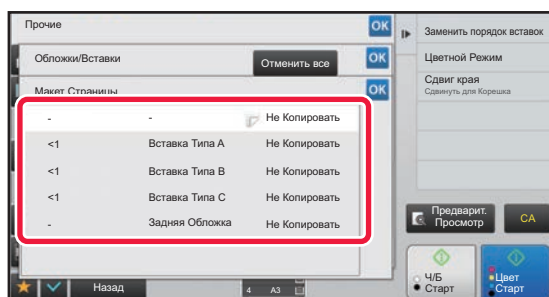 Прочие
OK
Заменить порядок вставок
Обложки/Вставки
Отменить все
OK
Цветной Режим
Макет Страницы
OK
Сдвиг края
Сдвинуть для Корешка
- - Не Копировать
<1 Вставка Типа A Не Копировать
<1 Вставка Типа B Не Копировать
<1 Вставка Типа C Не Копировать
- Задняя Обложка Не Копировать
Предварит.
Просмотр
CA
Назад
4 A3
Ч/Б
Старт
Цвет
Старт